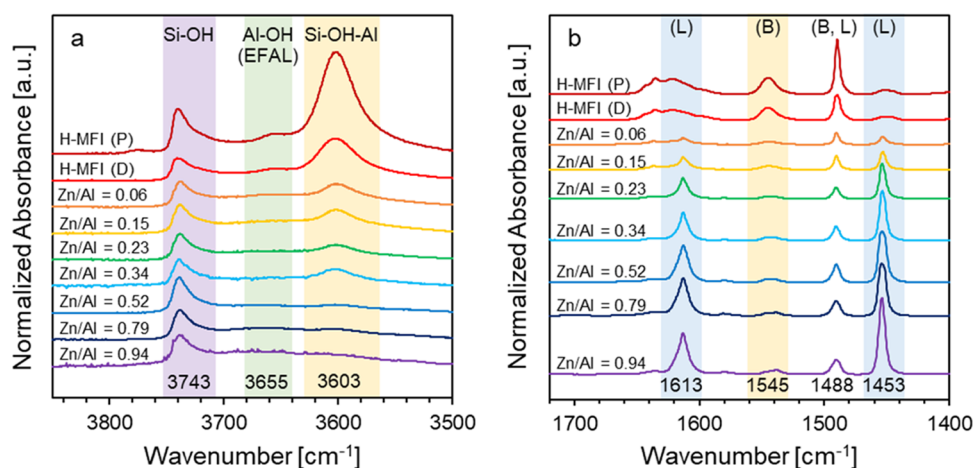 a
Si-OH
Al-OH
(EFAL)
Si-OH-Al
H-MFI (P)
H-MFI (D)
Zn/Al = 0.06
Zn/Al = 0.15
Zn/Al = 0.23
Zn/Al = 0.34
Zn/Al = 0.52
Zn/Al = 0.79
Zn/Al = 0.94
3743
3655
3603
3800
3700
3600
3500
Wavenumber [cm⁻¹]
Normalized Absorbance [a.u.]
b
(L)
(B)
(B, L)
(L)
H-MFI (P)
H-MFI (D)
Zn/Al = 0.06
Zn/Al = 0.15
Zn/Al = 0.23
Zn/Al = 0.34
Zn/Al = 0.52
Zn/Al = 0.79
Zn/Al = 0.94
1613
1545
1488
1453
1700
1600
1500
1400
Wavenumber [cm⁻¹]
Normalized Absorbance [a.u.]